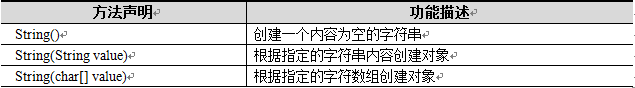 方法声明 功能描述
String() 创建一个内容为空的字符串
String(String value) 根据指定的字符串内容创建对象
String(char[] value) 根据指定的字符数组创建对象